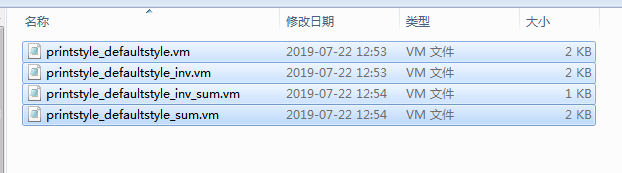 名称 修改日期 类型 大小
printstyle_defaultstyle.vm 2019-07-22 12:53 VM 文件 2 KB
printstyle_defaultstyle_inv.vm 2019-07-22 12:53 VM 文件 2 KB
printstyle_defaultstyle_inv_sum.vm 2019-07-22 12:54 VM 文件 1 KB
printstyle_defaultstyle_sum.vm 2019-07-22 12:54 VM 文件 2 KB